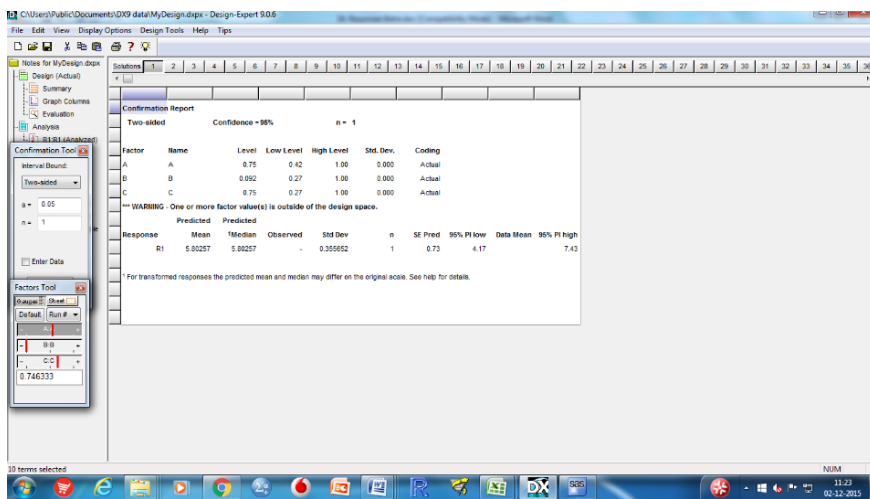 C:\Users\Public\Documents\DX9 data\MyDesign.dxpx - Design-Expert 9.0.6
File Edit View Display Options Design Tools Help Tips
Notes for MyDesign.dxpx
Solutions 1 2 3 4 5 6 7 8 9 10 11 12 13 14 15 16 17 18 19 20 21 22 23 24 25 26 27 28 29 30 31 32 33 34 35 36
Design (Actual)
Summary
Graph Columns
Evaluation
Analysis
R1:R1 (Analyzed)
Confirmation Tool
Interval Bound:
Two-sided
a = 0.05
n = 1
Enter Data
Factors Tool
Gauges Sheet
Default Run #
B:B
C:C
0.746333
Confirmation Report
Two-sided Confidence = 95% n = 1
Factor Name Level Low Level High Level Std. Dev. Coding
A A 0.75 0.42 1.00 0.000 Actual
B B 0.092 0.27 1.00 0.000 Actual
C C 0.75 0.27 1.00 0.000 Actual
*** WARNING - One or more factor value(s) is outside of the design space.
Predicted Predicted
Response Mean ¹Median Observed Std Dev n SE Pred 95% PI low Data Mean 95% PI high
R1 5.80257 5.80257 - 0.355652 1 0.73 4.17 7.43
¹ For transformed responses the predicted mean and median may differ on the original scale. See help for details.
10 terms selected
NUM
DX
sas
11:23
02-12-2015